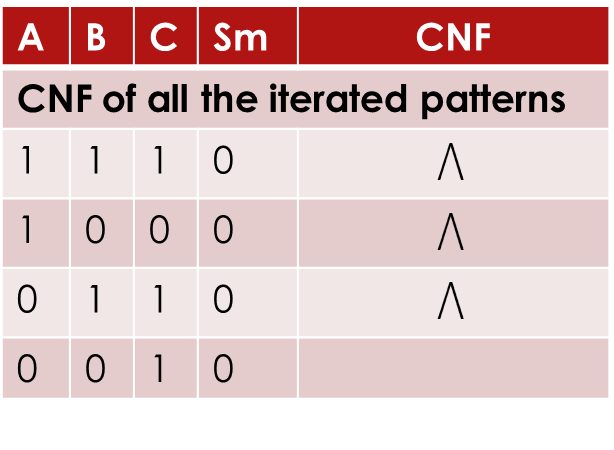 A B C Sm CNF
CNF of all the iterated patterns
1 1 1 0 /\
1 0 0 0 /\
0 1 1 0 /\
0 0 1 0